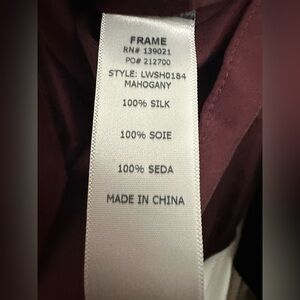 FRAME
RN# 139021
PO# 212700
STYLE: LWSH0184
MAHOGANY
100% SILK
100% SOIE
100% SEDA
MADE IN CHINA